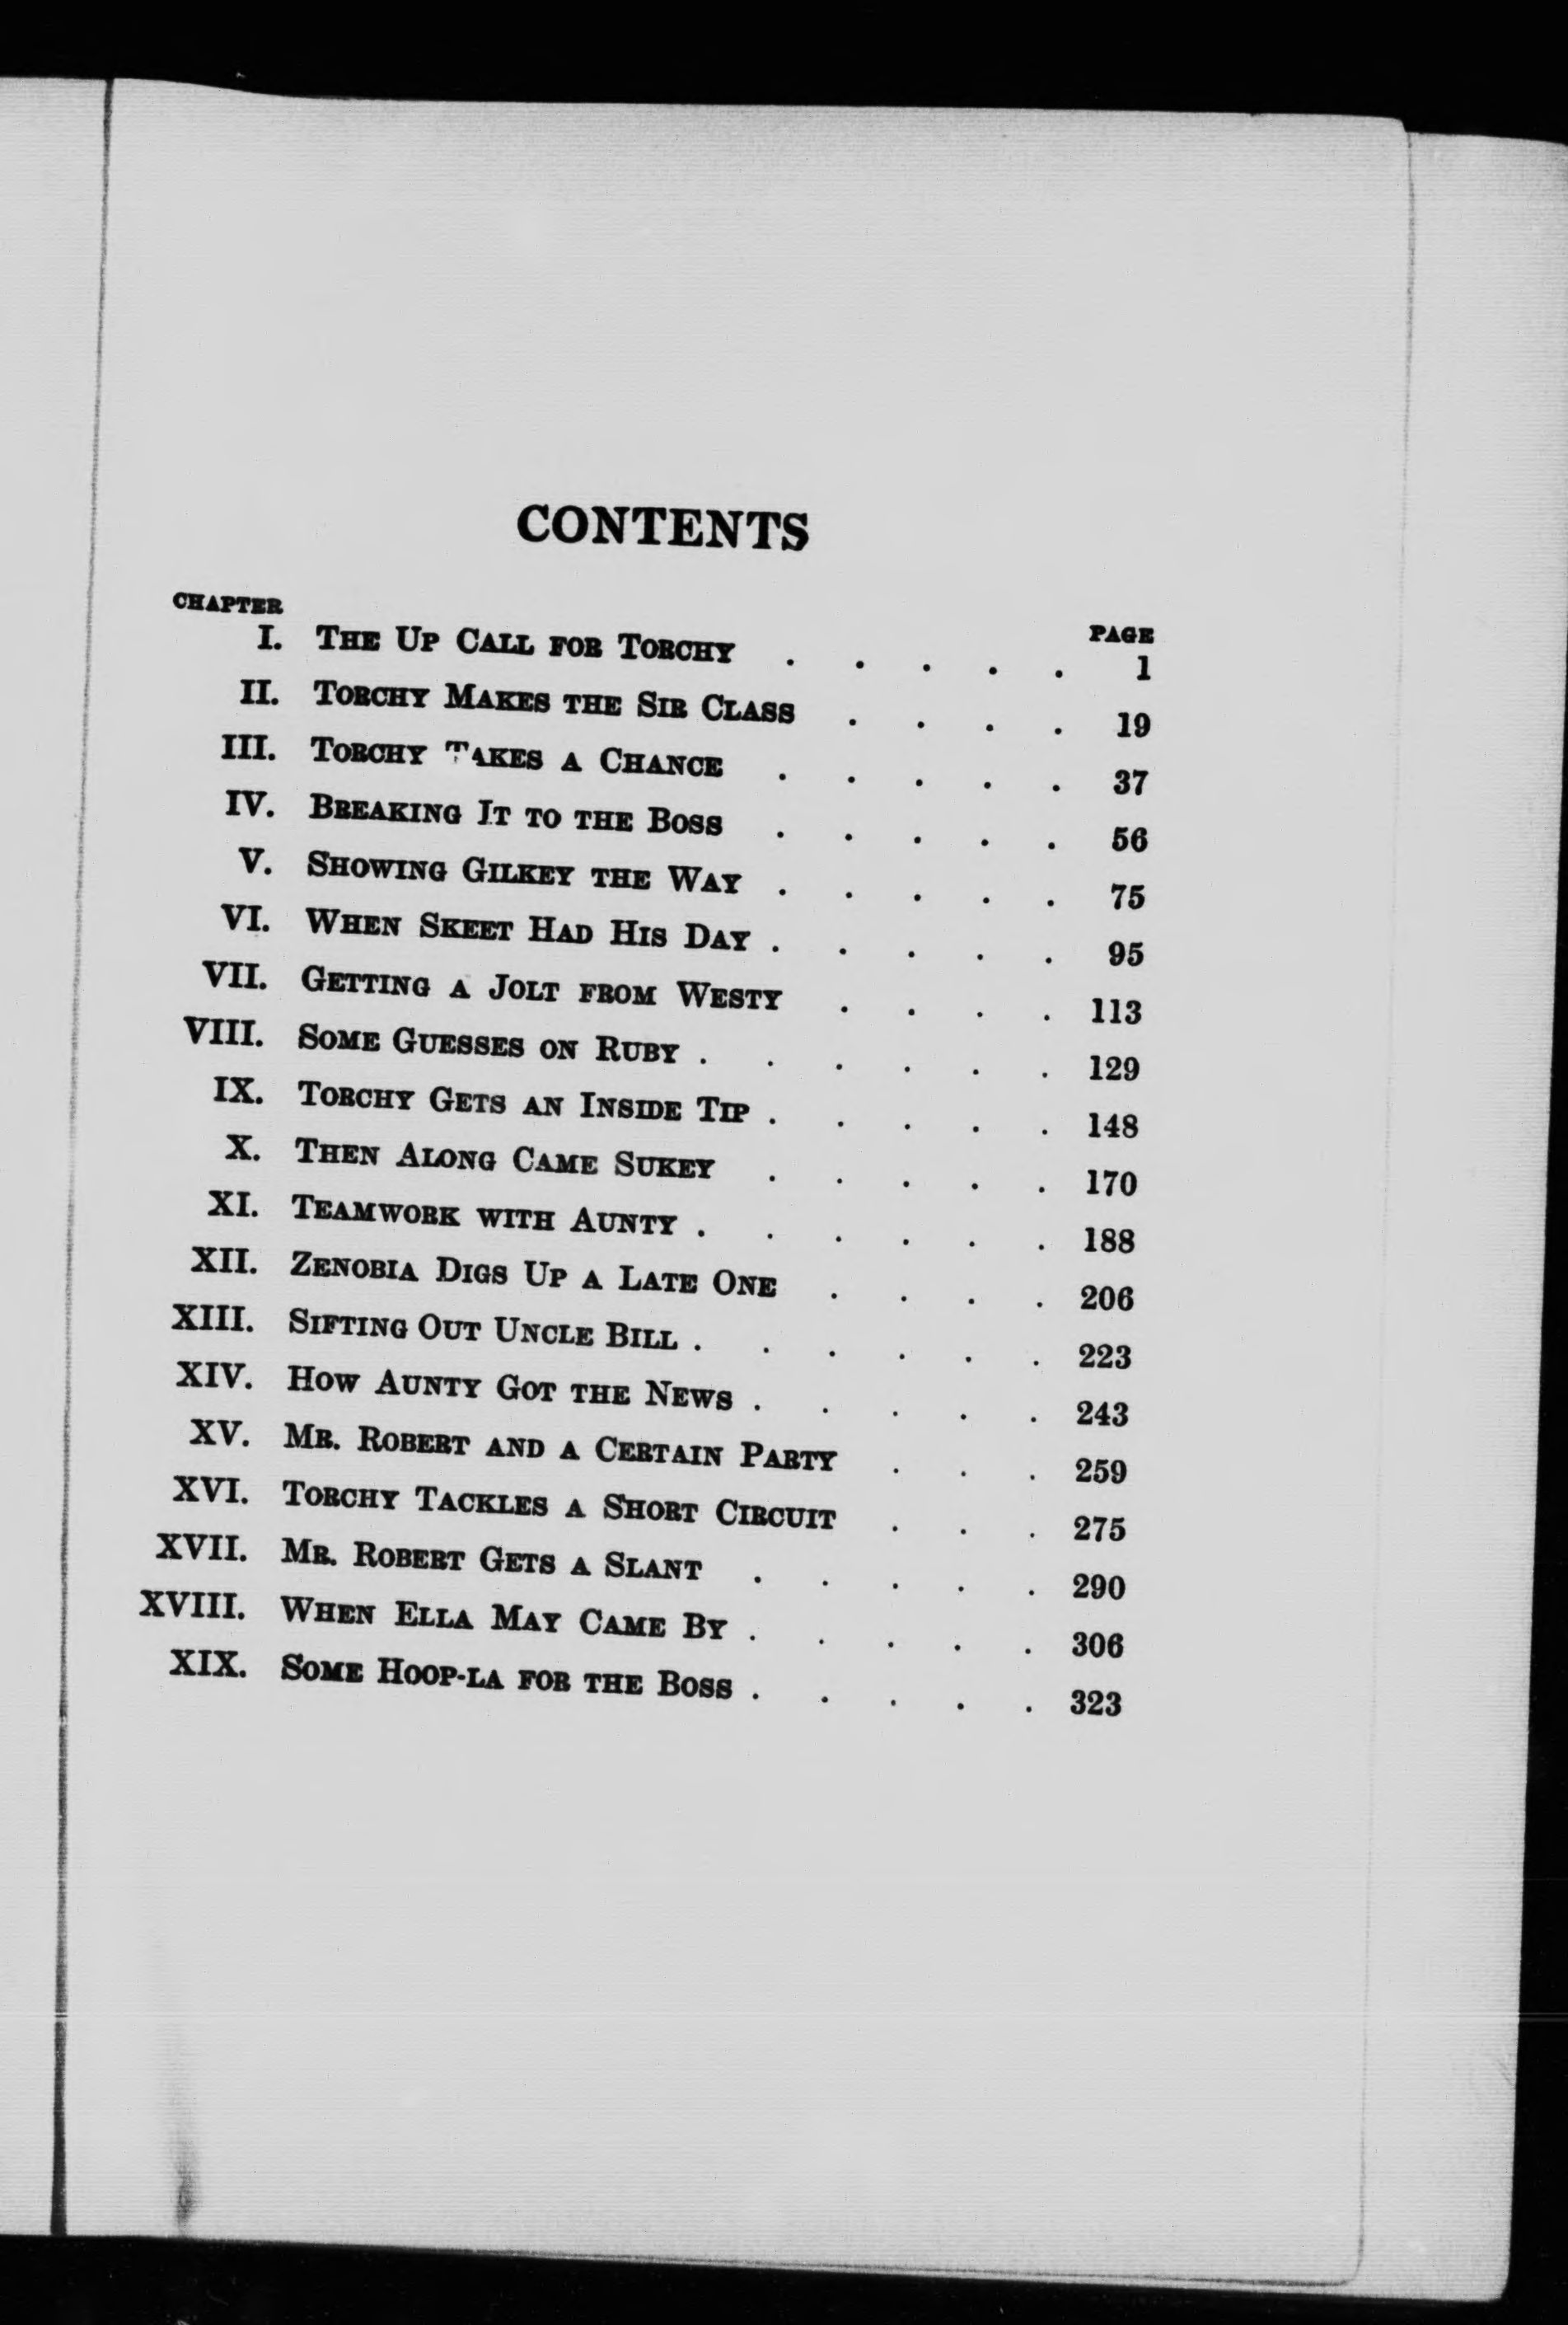 CONTENTS
CHAPTER PAGE
I. THE UP CALL FOR TORCHY . . . . . 1
II. TORCHY MAKES THE SIR CLASS . . . . 19
III. TORCHY TAKES A CHANCE . . . . . 37
IV. BREAKING IT TO THE BOSS . . . . . 56
V. SHOWING GILKEY THE WAY . . . . . 75
VI. WHEN SKEET HAD HIS DAY . . . . . 95
VII. GETTING A JOLT FROM WESTY . . . . 113
VIII. SOME GUESSES ON RUBY . . . . . . 129
IX. TORCHY GETS AN INSIDE TIP . . . . . 148
X. THEN ALONG CAME SUKEY . . . . . 170
XI. TEAMWORK WITH AUNTY . . . . . . 188
XII. ZENOBIA DIGS UP A LATE ONE . . . . 206
XIII. SIFTING OUT UNCLE BILL . . . . . . 223
XIV. HOW AUNTY GOT THE NEWS . . . . . 243
XV. MR. ROBERT AND A CERTAIN PARTY . . . 259
XVI. TORCHY TACKLES A SHORT CIRCUIT . . . 275
XVII. MR. ROBERT GETS A SLANT . . . . . 290
XVIII. WHEN ELLA MAY CAME BY . . . . . 306
XIX. SOME HOOP-LA FOR THE BOSS . . . . . 323